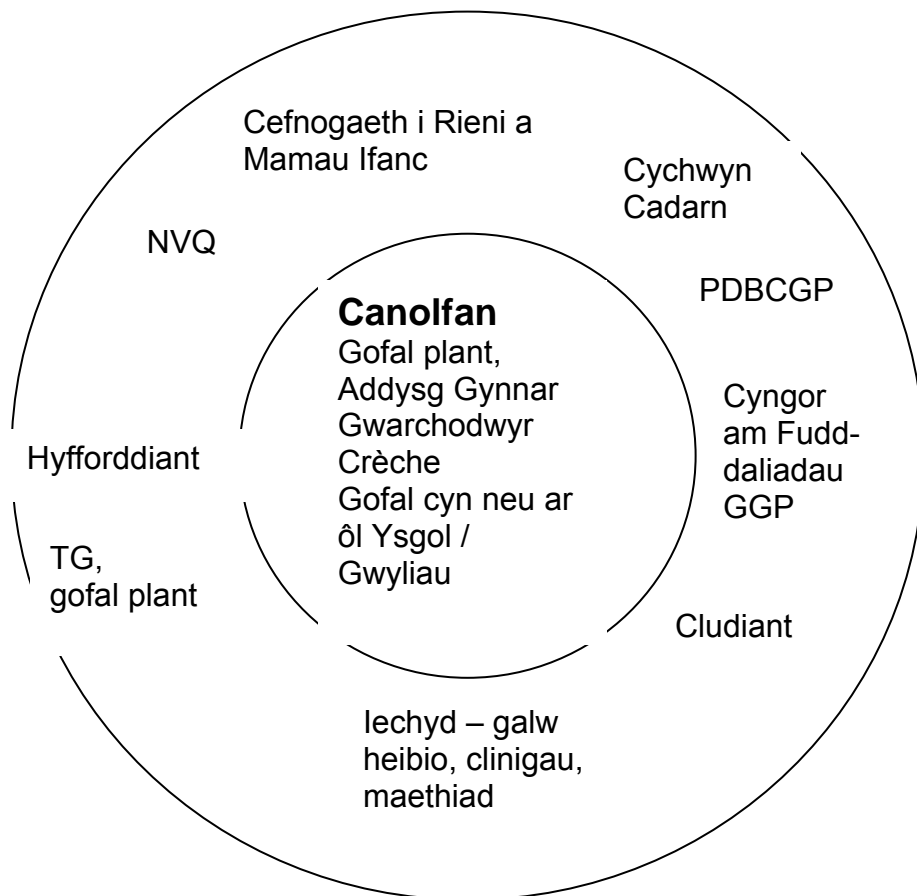 Cefnogaeth i Rieni a
Mamau Ifanc
Cychwyn
Cadarn
NVQ
PDBCGP
Canolfan
Gofal plant,
Addysg Gynnar
Gwarchodwyr
Crèche
Gofal cyn neu ar
ôl Ysgol /
Gwyliau
Cyngor
am Fudd-
daliadau
GGP
Hyfforddiant
TG,
gofal plant
Cludiant
Iechyd – galw
heibio, clinigau,
maethiad